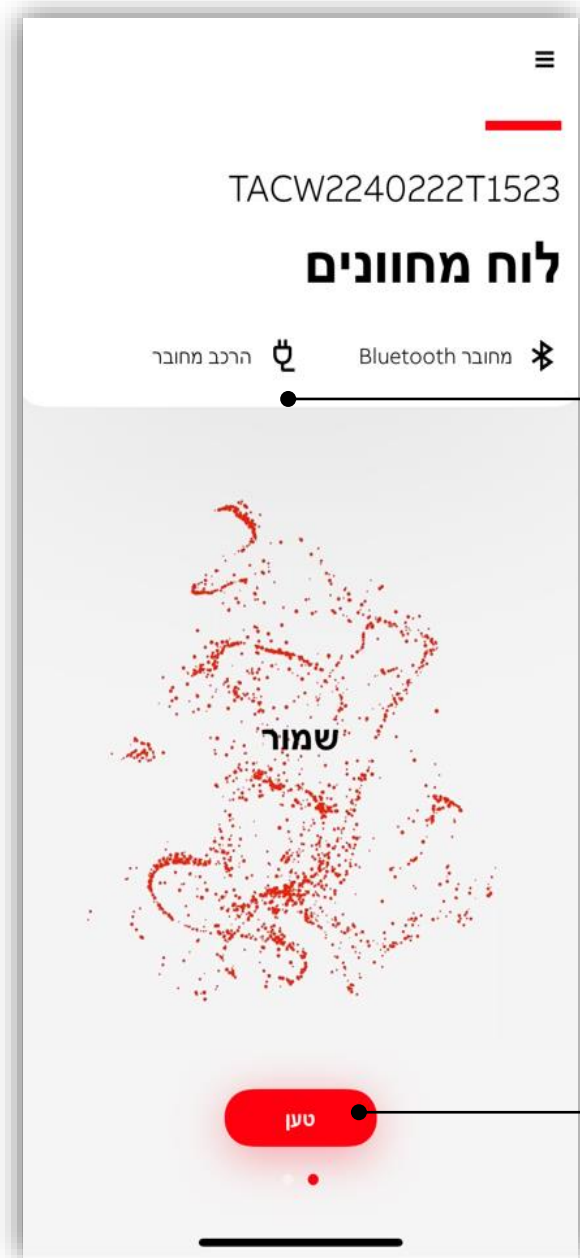 TACW2240222T1523
לוח מחוונים
מחובר Bluetooth
הרכב מחובר
שמור
טען